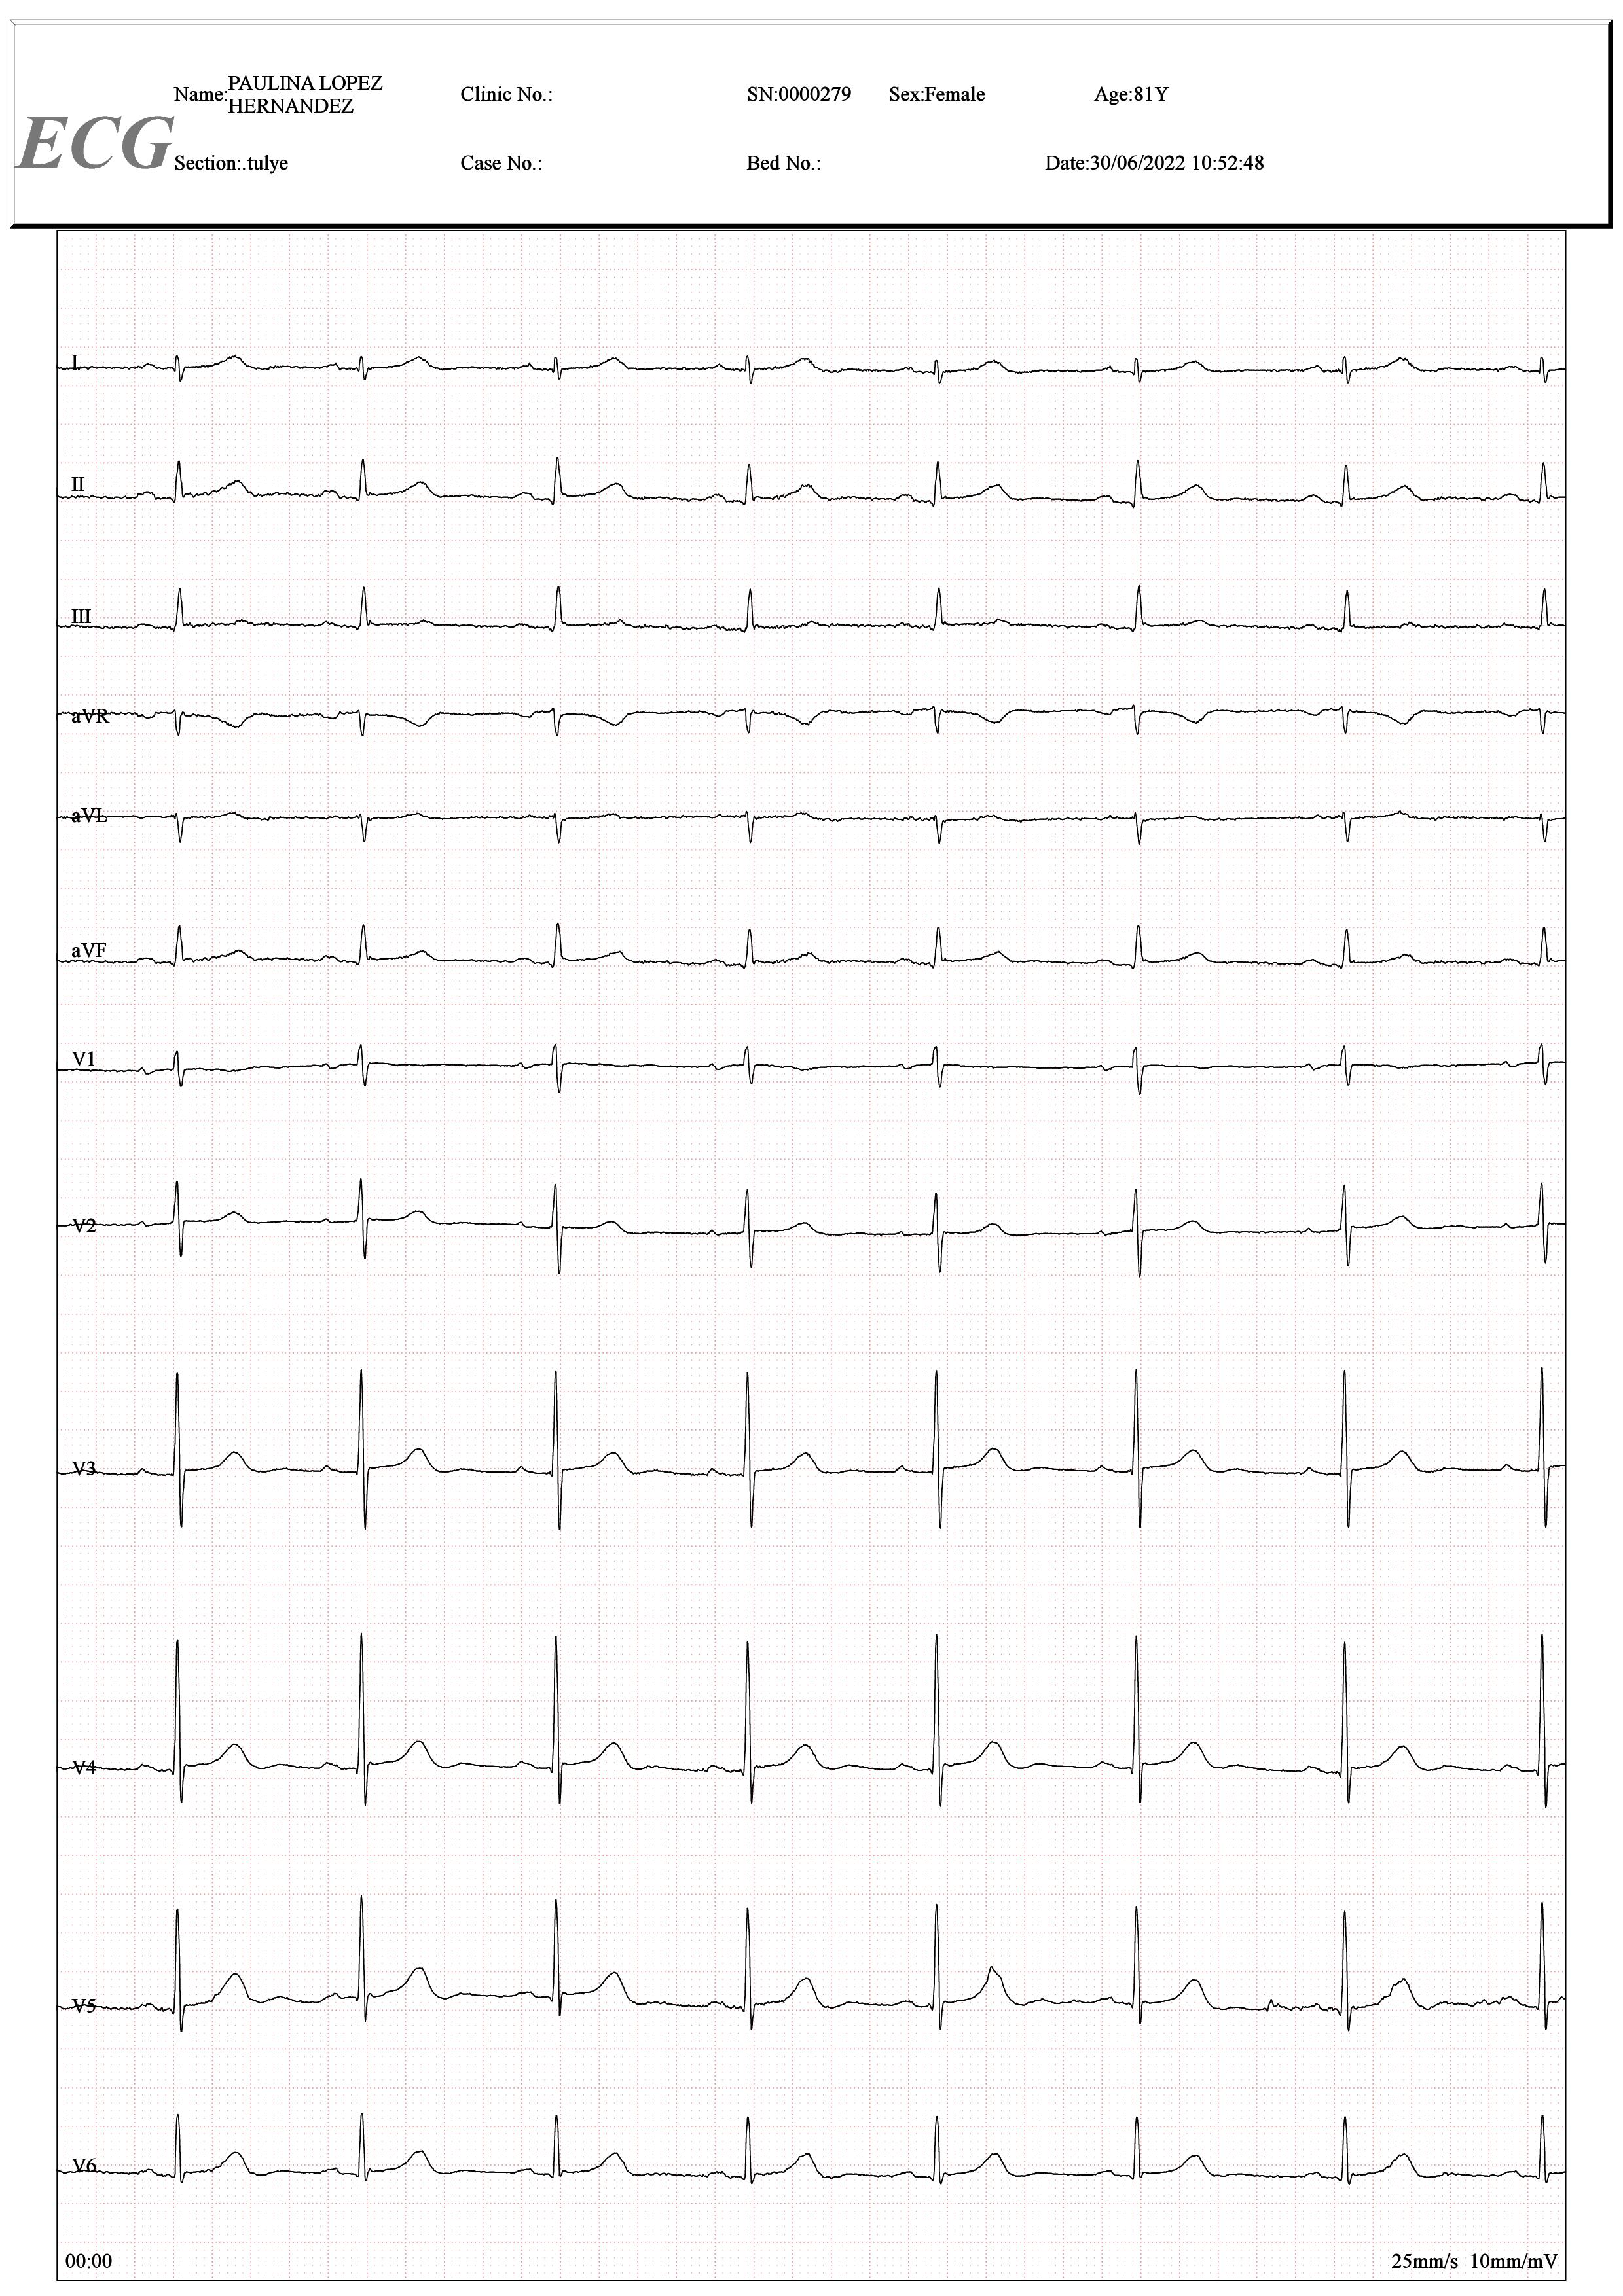 ECG
Name:PAULINA LOPEZ HERNANDEZ
Clinic No.:
SN:0000279
Sex:Female
Age:81Y
Section:.tulye
Case No.:
Bed No.:
Date:30/06/2022 10:52:48
I
II
III
aVR
aVL
aVF
V1
V2
V3
V4
V5
V6
00:00
25mm/s 10mm/mV